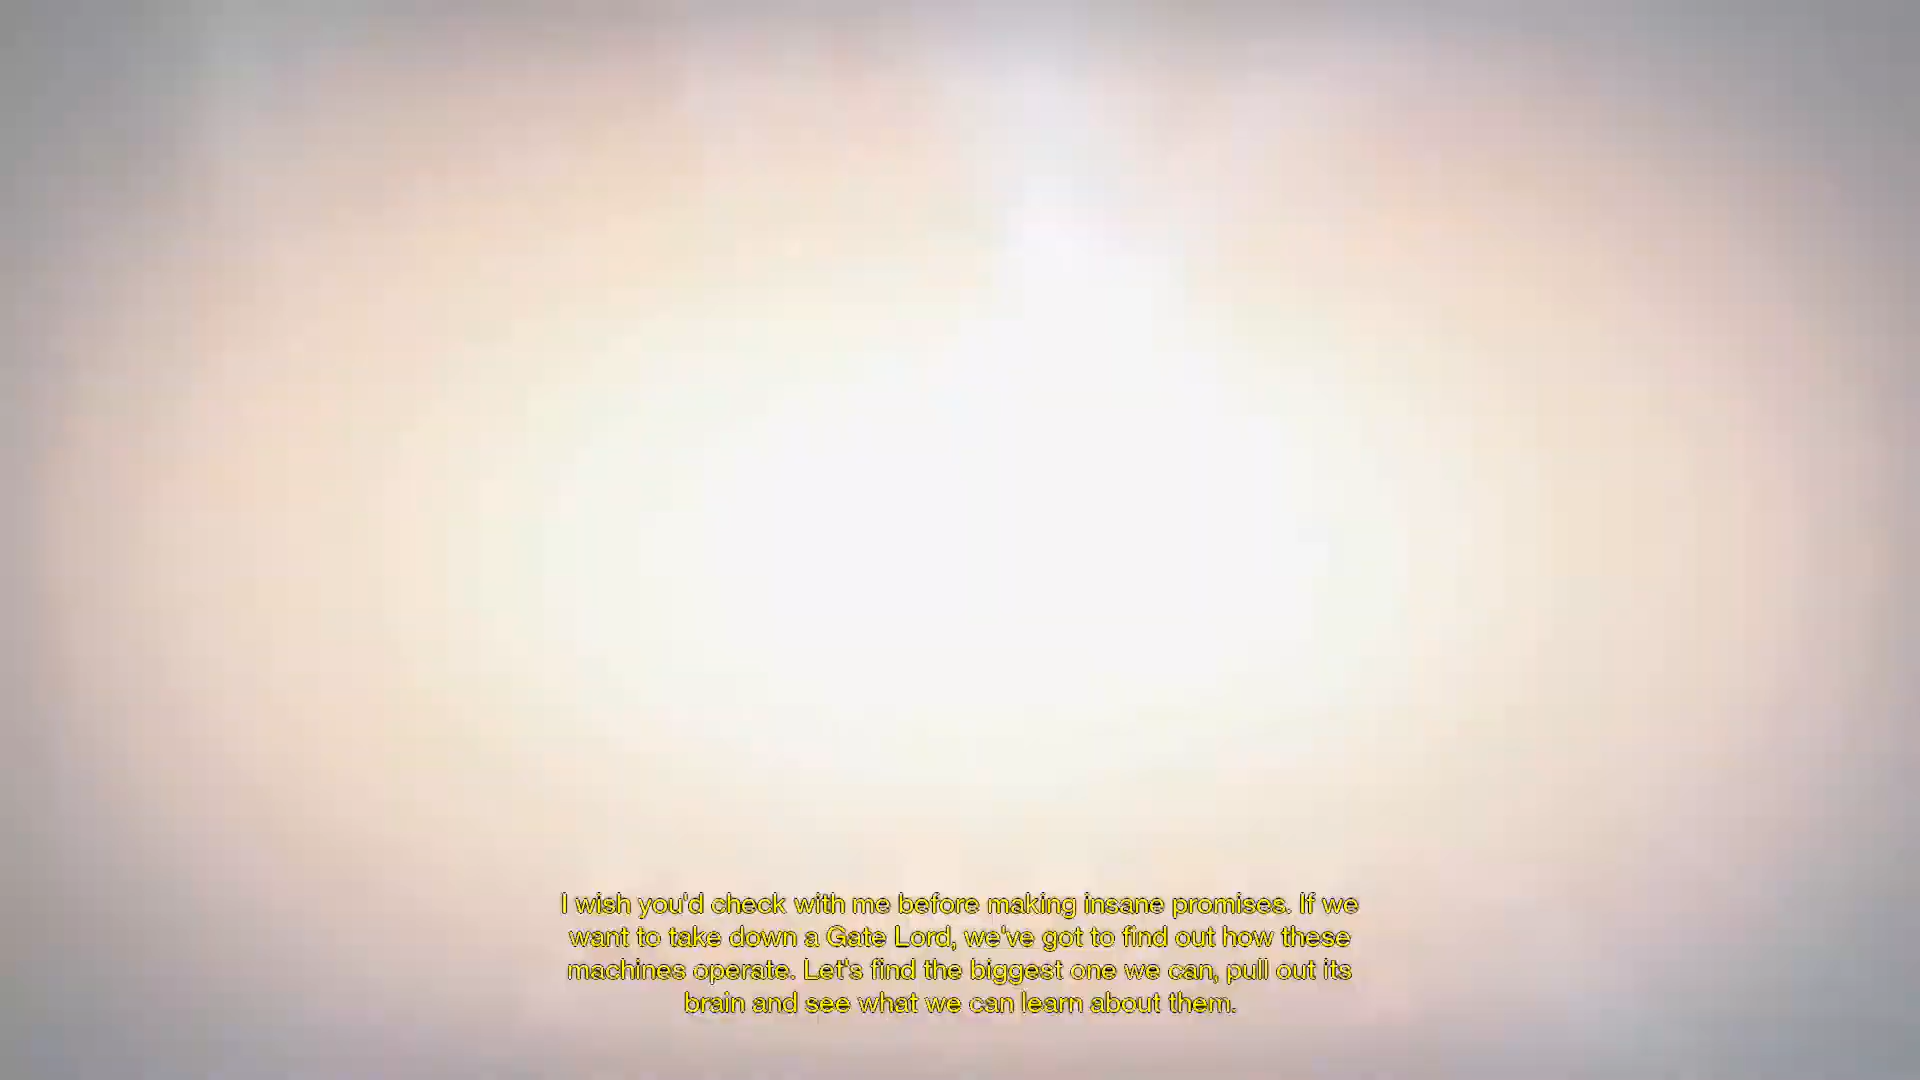 I wish you'd check with me before making insane promises. If we
want to take down a Gate Lord, we've got to find out how these
machines operate. Let's find the biggest one we can, pull out its
brain and see what we can learn about them.